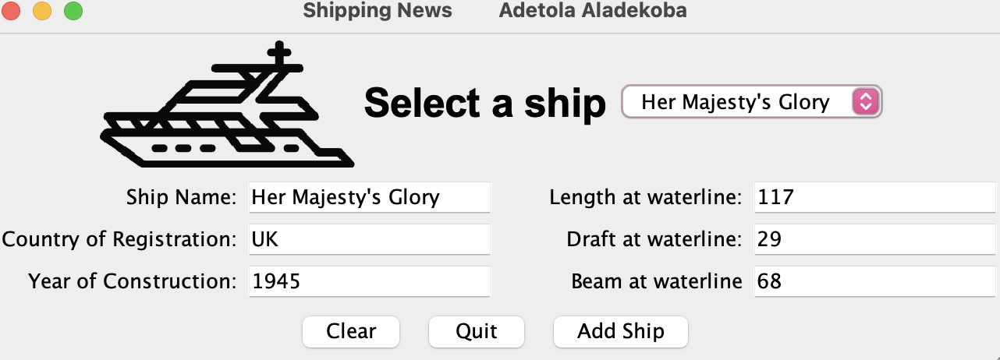 Shipping News Adetola Aladekoba
Select a ship Her Majesty's Glory
Ship Name: Her Majesty's Glory Length at waterline: 117
Country of Registration: UK Draft at waterline: 29
Year of Construction: 1945 Beam at waterline 68
Clear Quit Add Ship